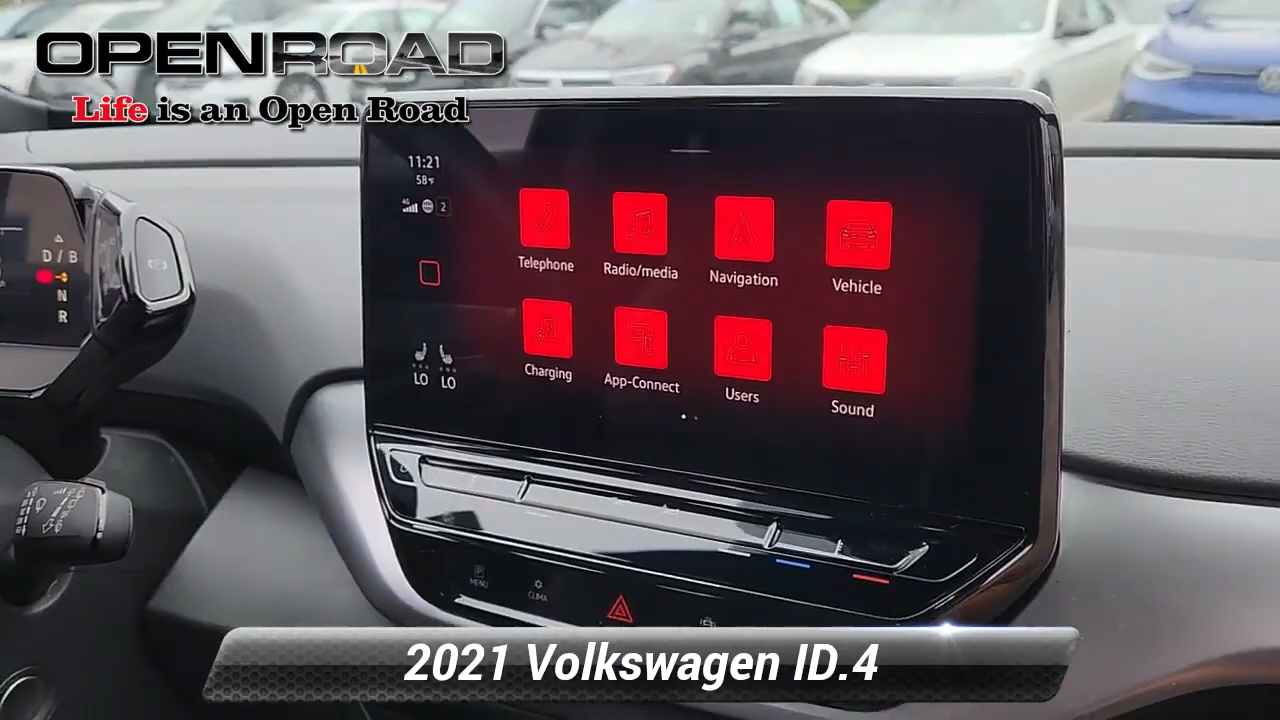 OPENROAD
Life is an Open Road
11:21
58°F
4G
2
D / B
N
R
Telephone
Radio/media
Navigation
Vehicle
Charging
App-Connect
Users
Sound
LO LO
P
MENU
CLIMA
2021 Volkswagen ID.4